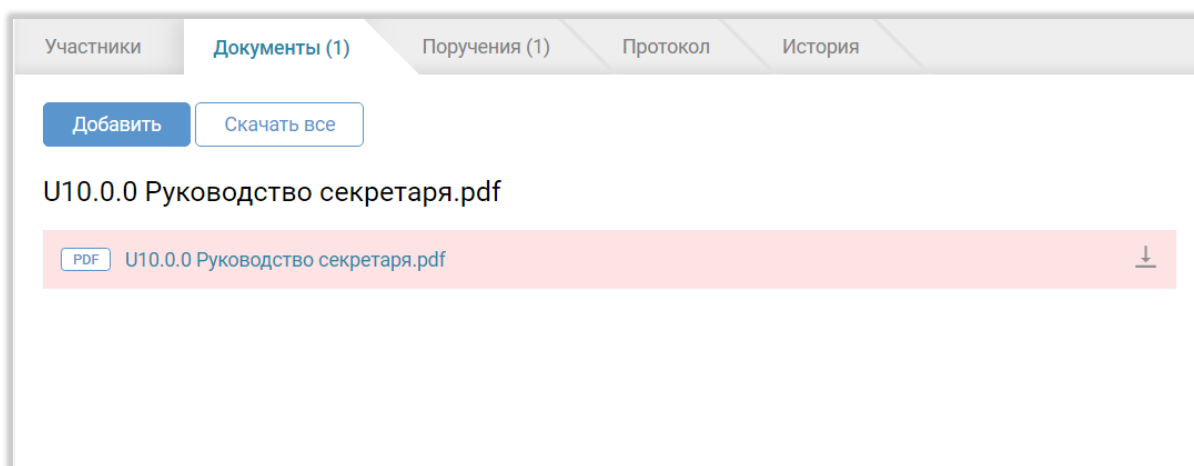 Участники Документы (1) Поручения (1) Протокол История
Добавить Скачать все
U10.0.0 Руководство секретаря.pdf
PDF U10.0.0 Руководство секретаря.pdf